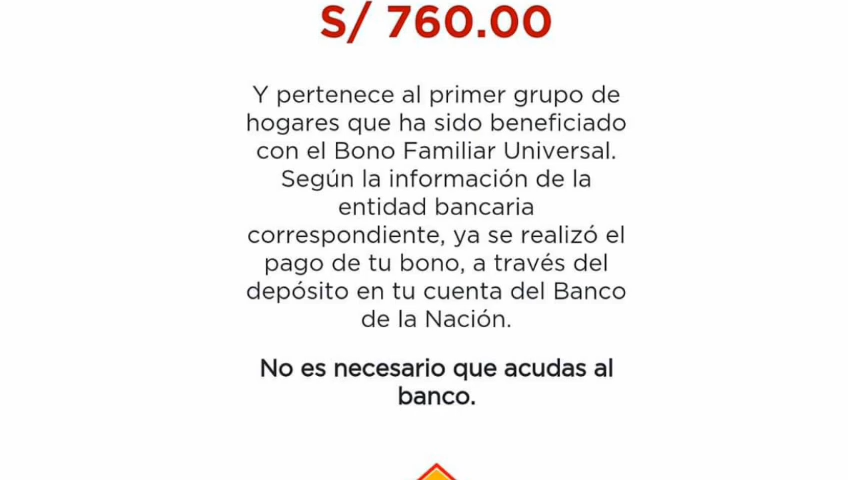 S/ 760.00
Y pertenece al primer grupo de
hogares que ha sido beneficiado
con el Bono Familiar Universal.
Según la información de la
entidad bancaria
correspondiente, ya se realizó el
pago de tu bono, a través del
depósito en tu cuenta del Banco
de la Nación.
No es necesario que acudas al
banco.